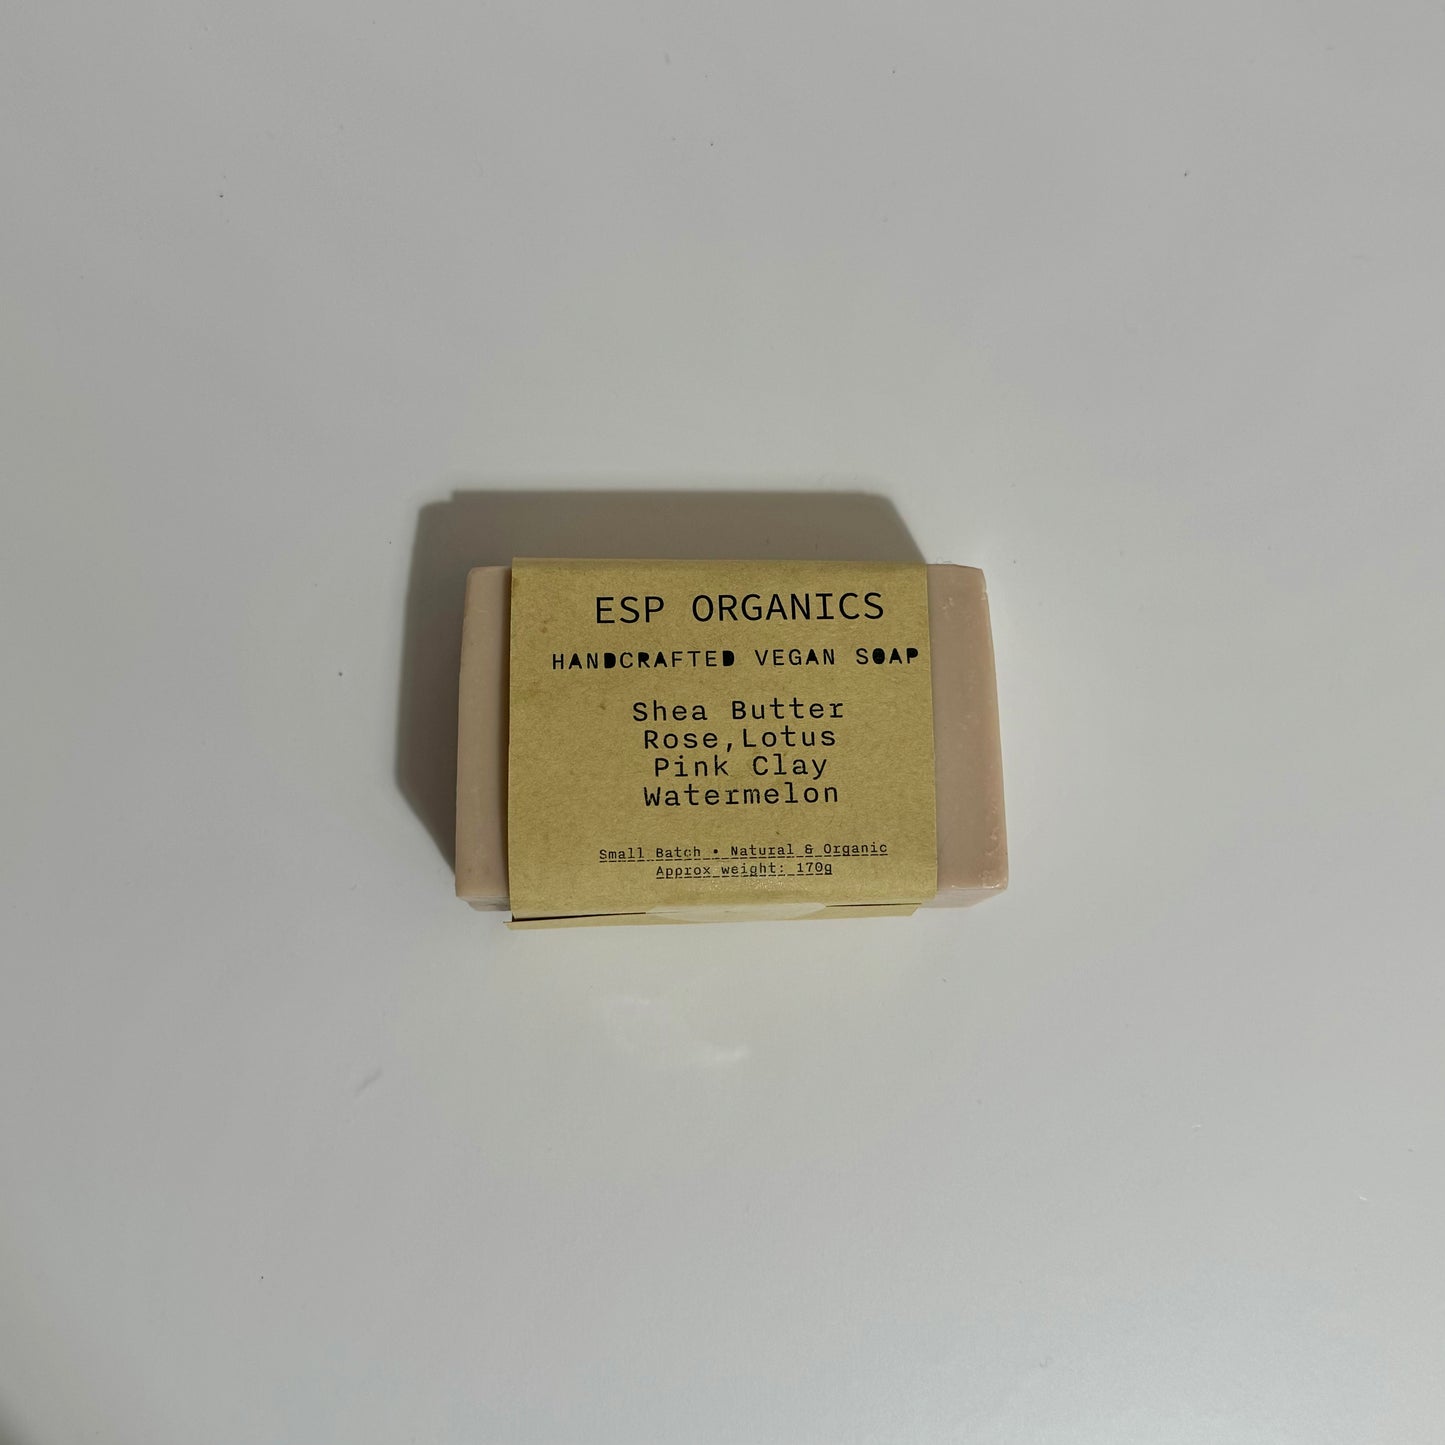 ESP ORGANICS
HANDCRAFTED VEGAN SOAP
Shea Butter
Rose,Lotus
Pink Clay
Watermelon
Small Batch • Natural & Organic
Approx weight: 170g